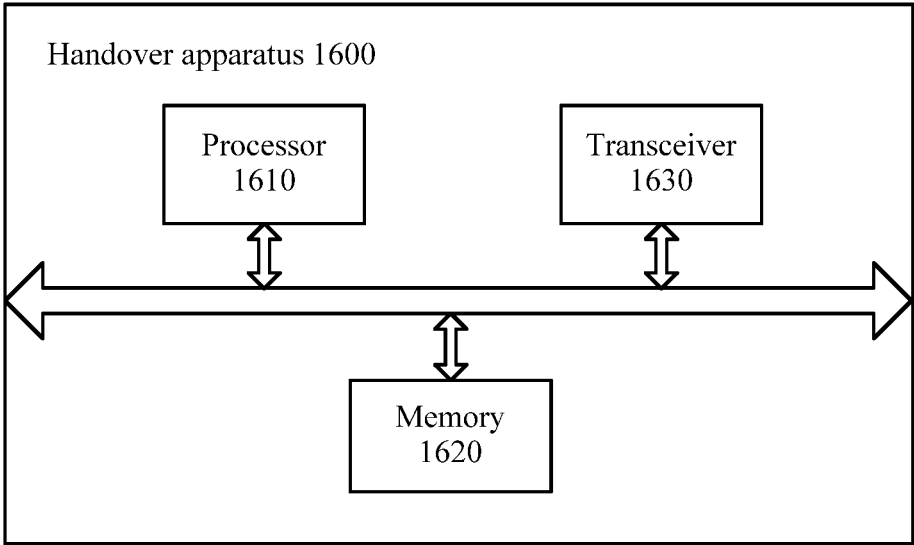 Handover apparatus 1600
Processor
1610
Transceiver
1630
Memory
1620